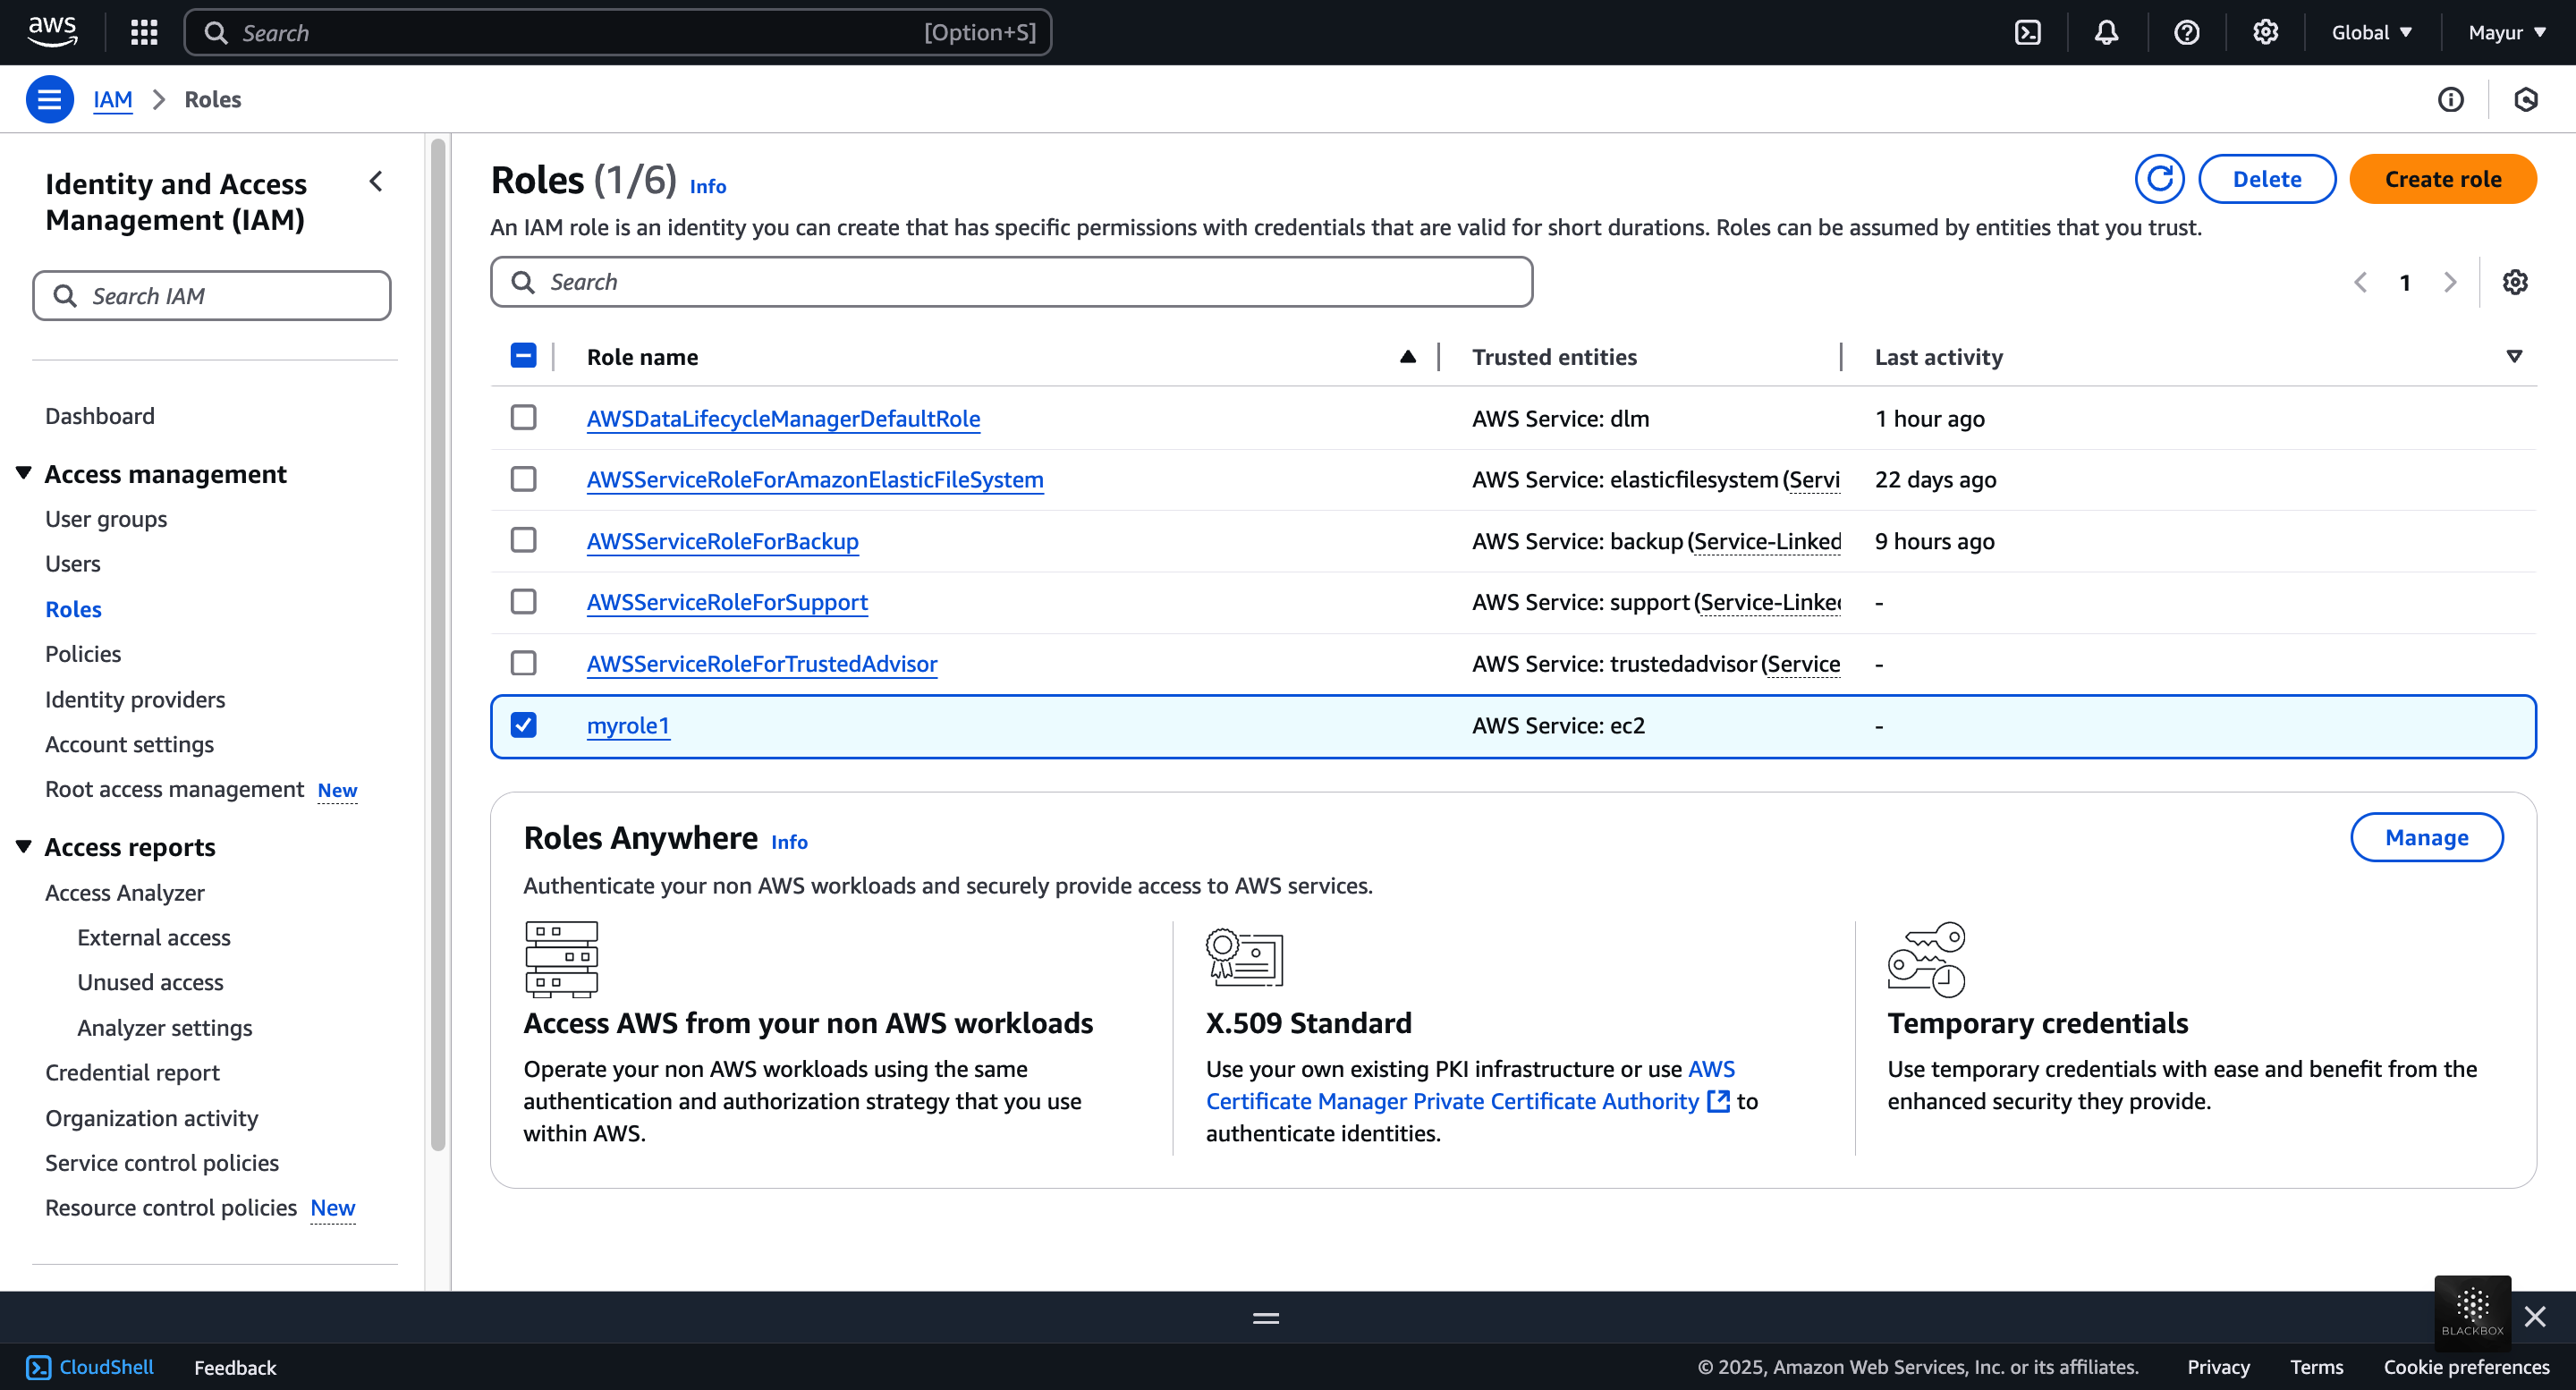 aws
Search
[Option+S]
Global
Mayur
IAM
Roles
Identity and Access
Management (IAM)
Search IAM
Dashboard
Access management
User groups
Users
Roles
Policies
Identity providers
Account settings
Root access management New
Access reports
Access Analyzer
External access
Unused access
Analyzer settings
Credential report
Organization activity
Service control policies
Resource control policies New
Roles (1/6) Info
Delete
Create role
An IAM role is an identity you can create that has specific permissions with credentials that are valid for short durations. Roles can be assumed by entities that you trust.
Search
1
Role name Trusted entities Last activity
AWSDataLifecycleManagerDefaultRole AWS Service: dlm 1 hour ago
AWSServiceRoleForAmazonElasticFileSystem AWS Service: elasticfilesystem (Servi 22 days ago
AWSServiceRoleForBackup AWS Service: backup (Service-Linked 9 hours ago
AWSServiceRoleForSupport AWS Service: support (Service-Linke -
AWSServiceRoleForTrustedAdvisor AWS Service: trustedadvisor (Service -
myrole1 AWS Service: ec2 -
Roles Anywhere Info
Manage
Authenticate your non AWS workloads and securely provide access to AWS services.
Access AWS from your non AWS workloads
Operate your non AWS workloads using the same
authentication and authorization strategy that you use
within AWS.
X.509 Standard
Use your own existing PKI infrastructure or use AWS
Certificate Manager Private Certificate Authority to
authenticate identities.
Temporary credentials
Use temporary credentials with ease and benefit from the
enhanced security they provide.
BLACKBOX
CloudShell
Feedback
© 2025, Amazon Web Services, Inc. or its affiliates.
Privacy
Terms
Cookie preferences